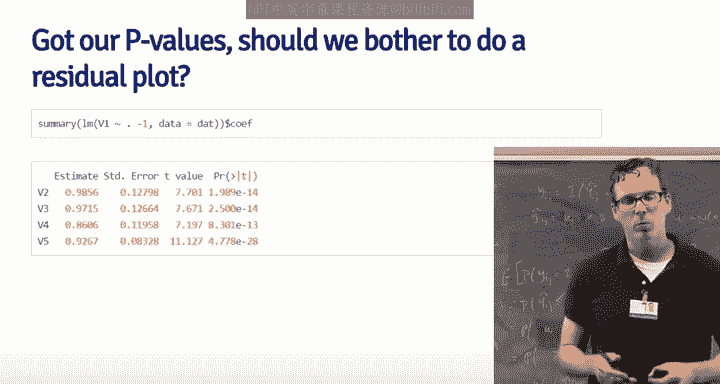 Got our P-values, should we bother to do a
residual plot?
summary(lm(V1 ~ . -1, data = dat))$coef
Estimate Std. Error t value Pr(>|t|)
V2 0.9856 0.12798 7.701 1.989e-14
V3 0.9715 0.12664 7.671 2.500e-14
V4 0.8606 0.11958 7.197 8.301e-13
V5 0.9267 0.08328 11.127 4.778e-28